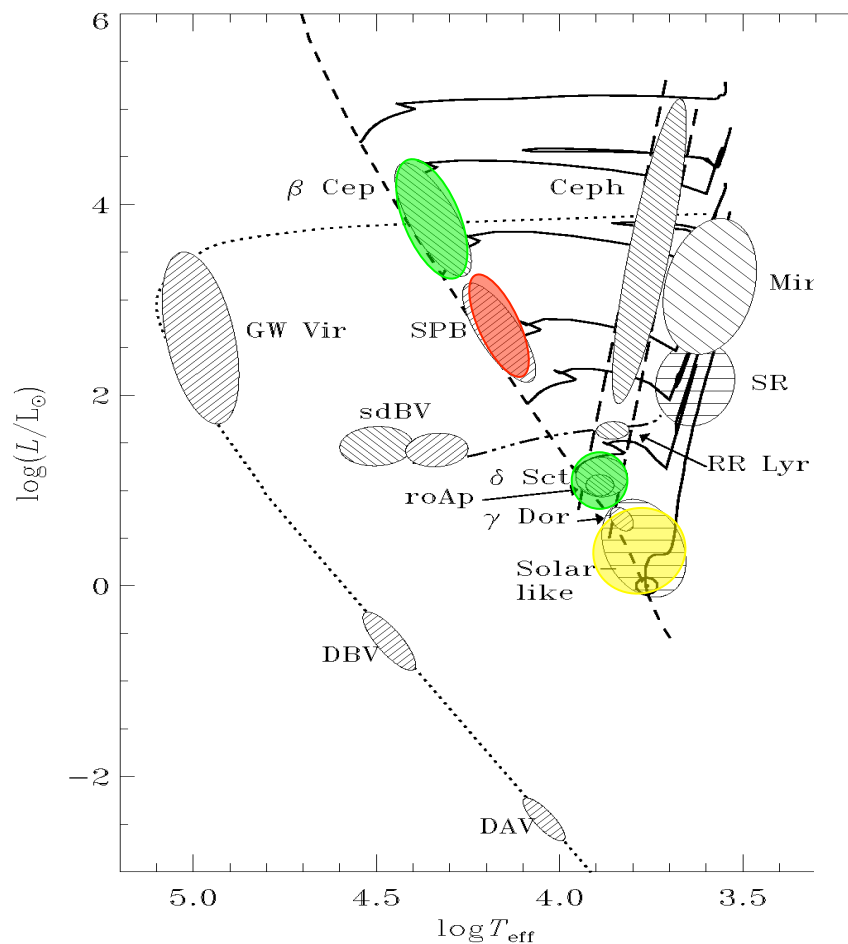 6
4
2
0
−2
log(L/L⊙)
β Cep
Ceph
GW Vir
SPB
Mir
SR
sdBV
RR Lyr
δ Sct
roAp
γ Dor
Solar
like
DBV
DAV
5.0 4.5 4.0 3.5
log Teff